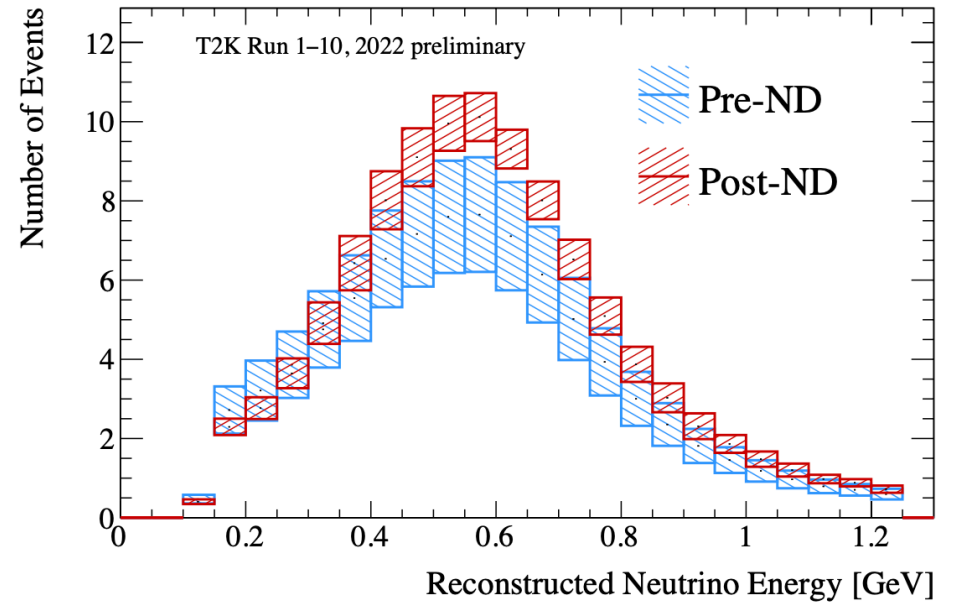 Number of Events
12
10
8
6
4
2
0
T2K Run 1–10, 2022 preliminary
Pre-ND
Post-ND
0 0.2 0.4 0.6 0.8 1 1.2
Reconstructed Neutrino Energy [GeV]